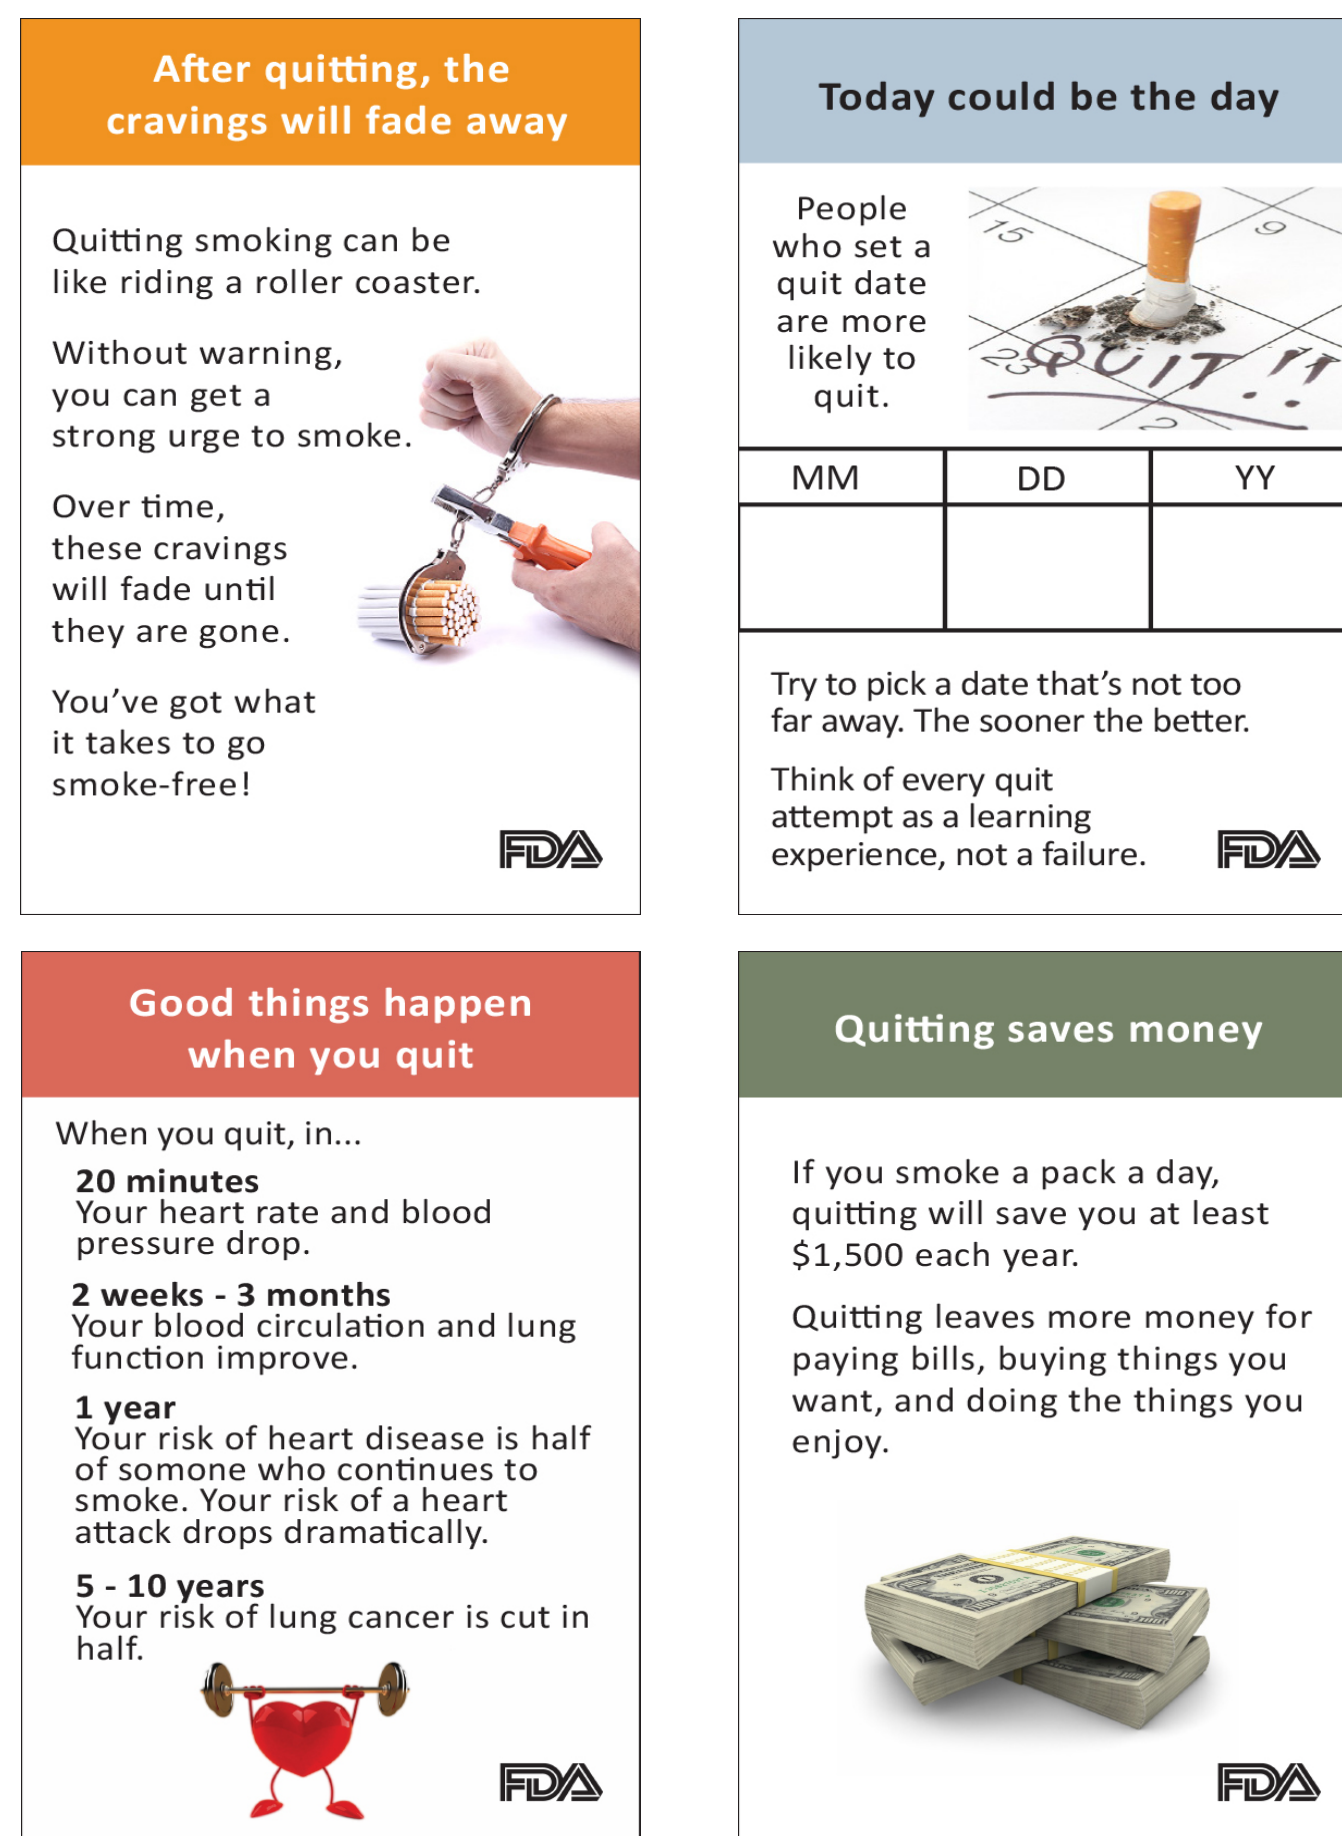 After quitting, the
cravings will fade away
Quitting smoking can be
like riding a roller coaster.
Without warning,
you can get a
strong urge to smoke.
Over time,
these cravings
will fade until
they are gone.
You've got what
it takes to go
smoke-free!
FDA
Today could be the day
People
who set a
quit date
are more
likely to
quit.
15
9
23
QUIT!!
2
MM DD YY
Try to pick a date that's not too
far away. The sooner the better.
Think of every quit
attempt as a learning
experience, not a failure.
FDA
Good things happen
when you quit
When you quit, in...
20 minutes
Your heart rate and blood
pressure drop.
2 weeks - 3 months
Your blood circulation and lung
function improve.
1 year
Your risk of heart disease is half
of somone who continues to
smoke. Your risk of a heart
attack drops dramatically.
5 - 10 years
Your risk of lung cancer is cut in
half.
FDA
Quitting saves money
If you smoke a pack a day,
quitting will save you at least
$1,500 each year.
Quitting leaves more money for
paying bills, buying things you
want, and doing the things you
enjoy.
100
FDA